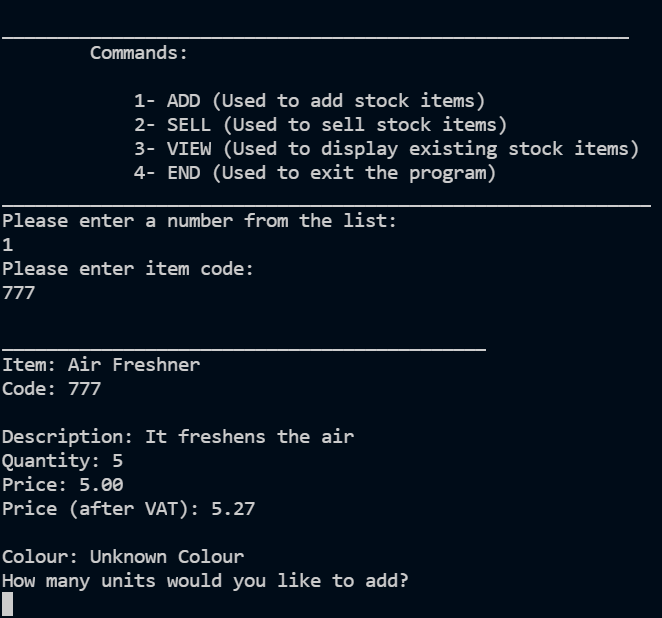 Commands:
1- ADD (Used to add stock items)
2- SELL (Used to sell stock items)
3- VIEW (Used to display existing stock items)
4- END (Used to exit the program)
Please enter a number from the list:
1
Please enter item code:
777
Item: Air Freshner
Code: 777
Description: It freshens the air
Quantity: 5
Price: 5.00
Price (after VAT): 5.27
Colour: Unknown Colour
How many units would you like to add?